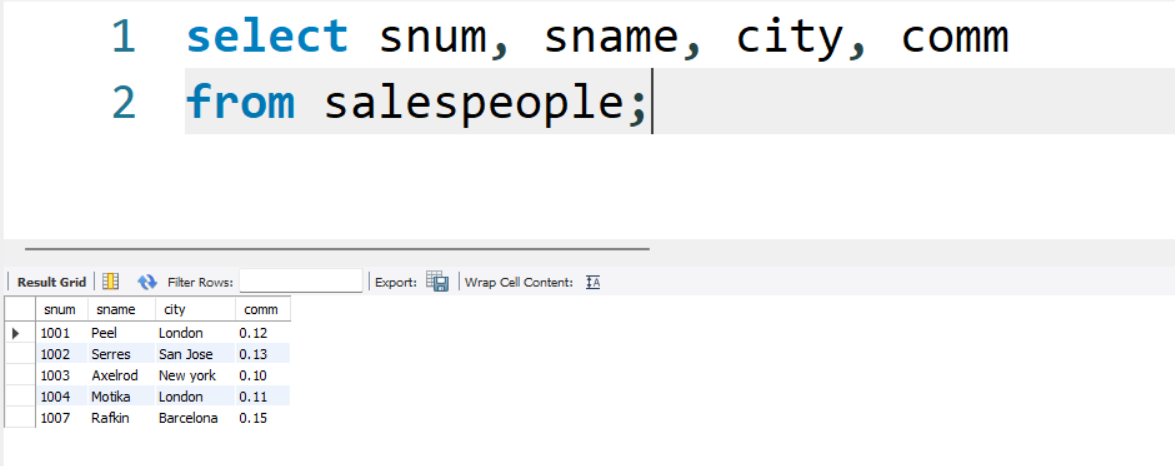 1 select snum, sname, city, comm
2 from salespeople;
Result Grid Filter Rows: Export: Wrap Cell Content: IA
snum sname city comm
1001 Peel London 0.12
1002 Serres San Jose 0.13
1003 Axelrod New york 0.10
1004 Motika London 0.11
1007 Rafkin Barcelona 0.15